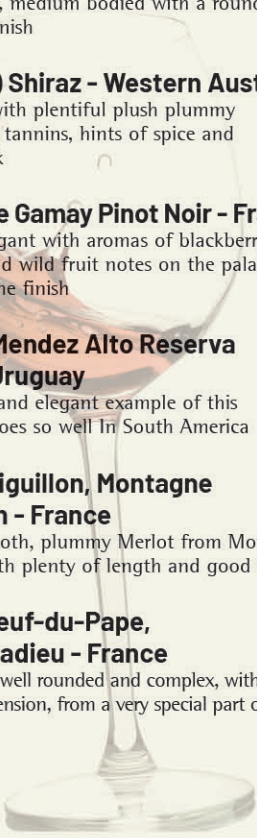 , medium bodied with a round
nish
) Shiraz - Western Aust
with plentiful plush plummy
tannins, hints of spice and
k
e Gamay Pinot Noir - Fr
gant with aromas of blackberr
d wild fruit notes on the pala
he finish
Mendez Alto Reserva
Uruguay
and elegant example of this
oes so well In South America
iguillon, Montagne
n - France
oth, plummy Merlot from Mo
th plenty of length and good
euf-du-Pape,
adieu - France
well rounded and complex, with
ension, from a very special part o